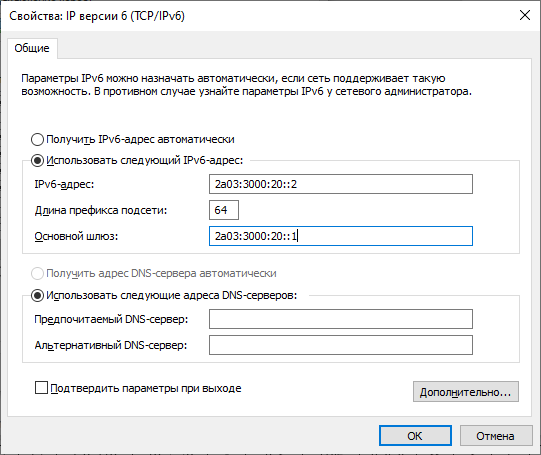 Свойства: IP версии 6 (TCP/IPv6)
Общие
Параметры IPv6 можно назначать автоматически, если сеть поддерживает такую
возможность. В противном случае узнайте параметры IPv6 у сетевого администратора.
Получить IPv6-адрес автоматически
Использовать следующий IPv6-адрес:
IPv6-адрес: 2a03:3000:20::2
Длина префикса подсети: 64
Основной шлюз: 2a03:3000:20::1
Получить адрес DNS-сервера автоматически
Использовать следующие адреса DNS-серверов:
Предпочитаемый DNS-сервер:
Альтернативный DNS-сервер:
Подтвердить параметры при выходе
Дополнительно...
ОК Отмена